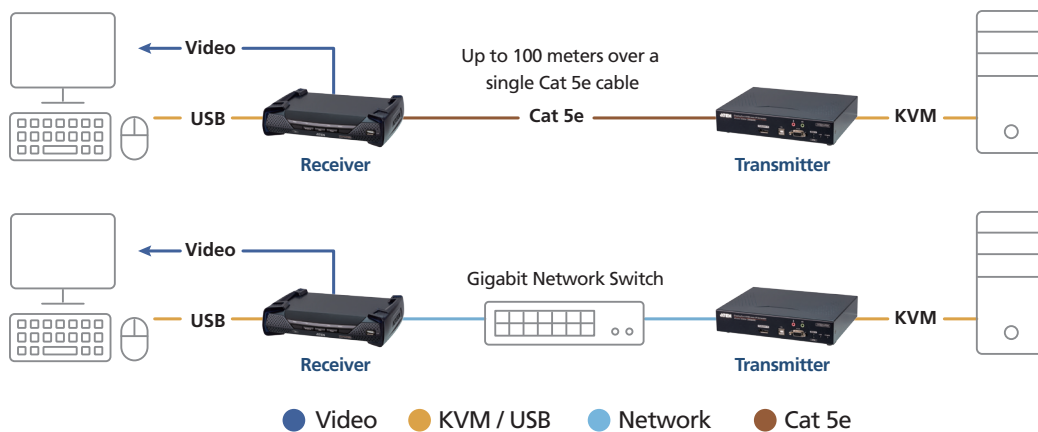 Video
Up to 100 meters over a
single Cat 5e cable
USB
Cat 5e
KVM
Receiver
Transmitter
Video
Gigabit Network Switch
USB
KVM
Receiver
Transmitter
Video
KVM / USB
Network
Cat 5e